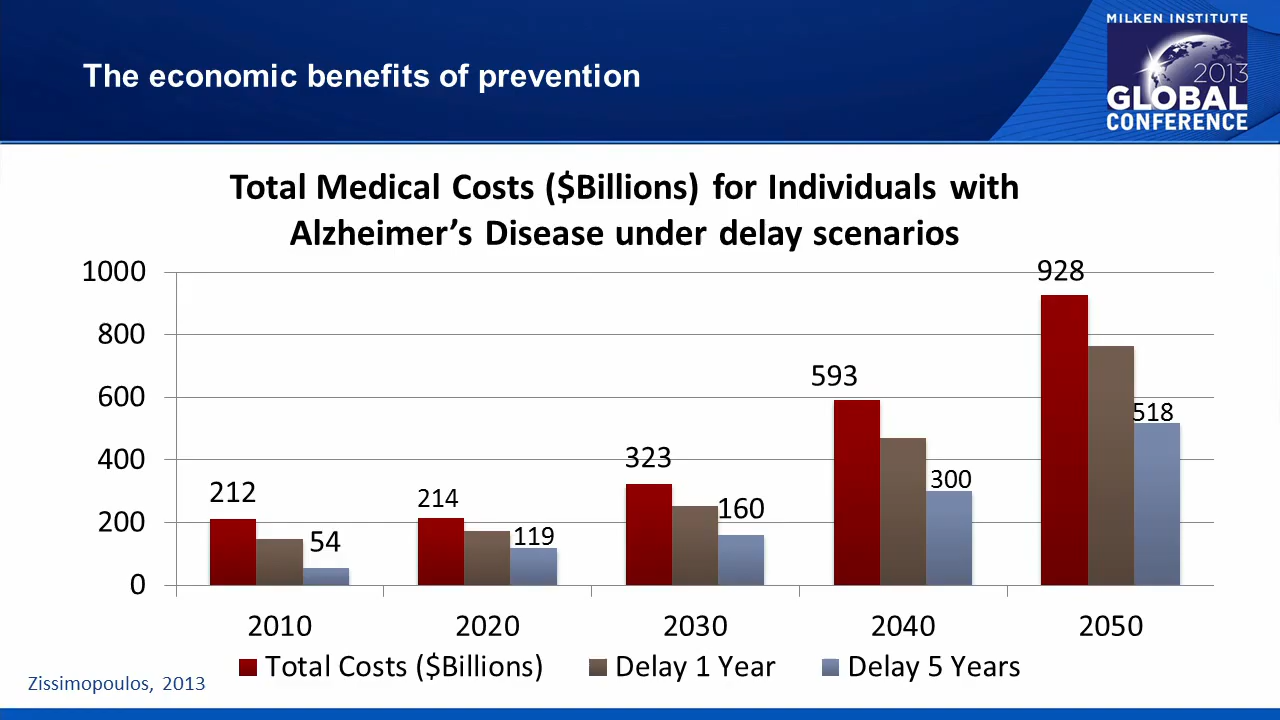 MILKEN INSTITUTE
2013
GLOBAL
CONFERENCE
The economic benefits of prevention
Total Medical Costs ($Billions) for Individuals with
Alzheimer’s Disease under delay scenarios
1000
800
600
400
200
0
212
54
214
119
323
160
593
300
928
518
2010 2020 2030 2040 2050
Total Costs ($Billions) Delay 1 Year Delay 5 Years
Zissimopoulos, 2013